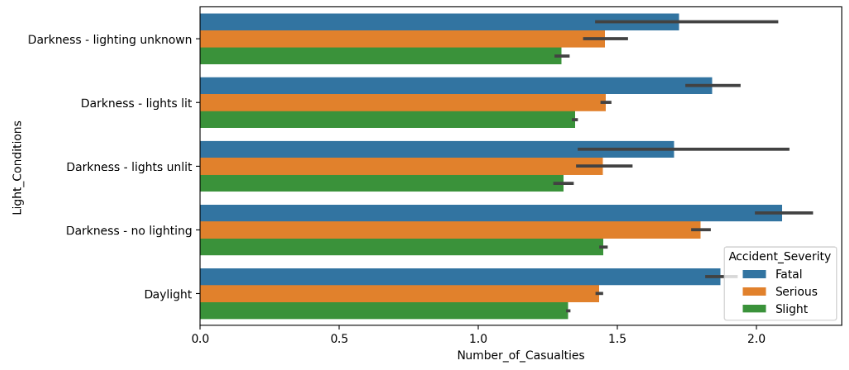 Light_Conditions
Darkness - lighting unknown
Darkness - lights lit
Darkness - lights unlit
Darkness - no lighting
Daylight
Accident_Severity
Fatal
Serious
Slight
0.0 0.5 1.0 1.5 2.0
Number_of_Casualties